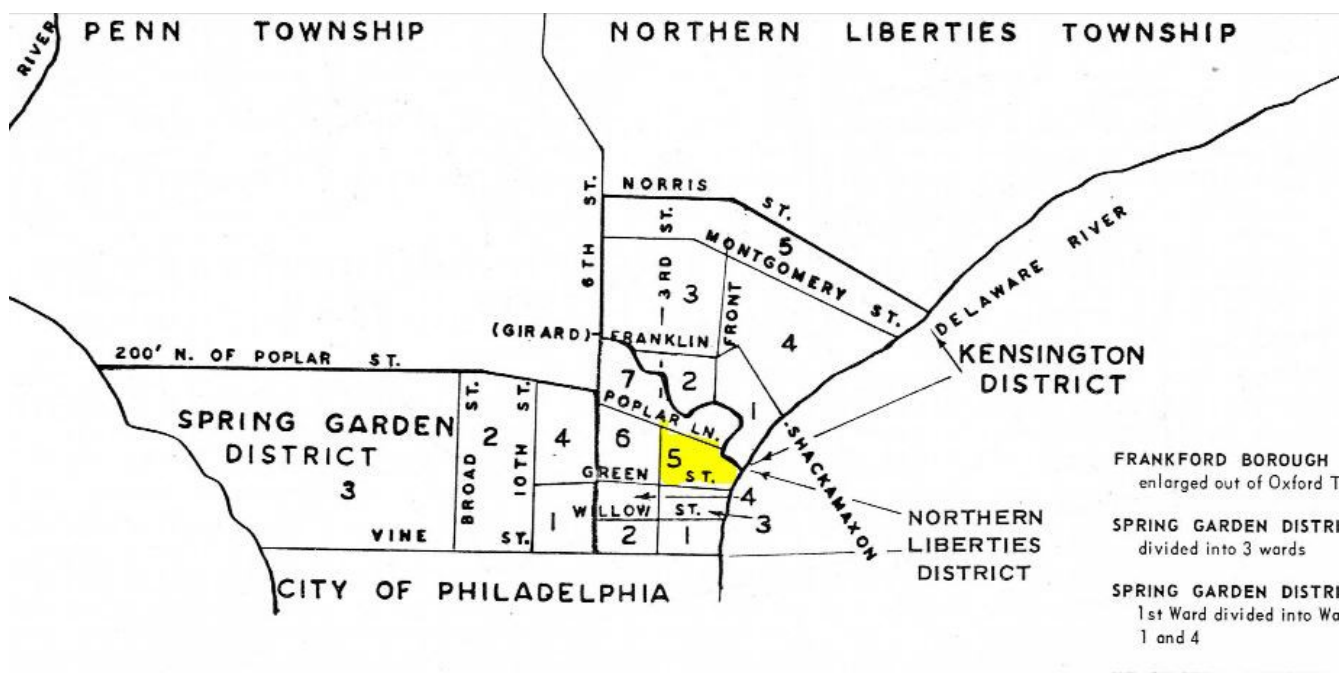 PENN TOWNSHIP
NORTHERN LIBERTIES TOWNSHIP
RIVER
NORRIS ST.
6TH ST.
3RD ST.
5
MONTGOMERY ST.
3
FRONT
4
DELAWARE RIVER
(GIRARD)
FRANKLIN
200' N. OF POPLAR ST.
KENSINGTON
DISTRICT
7
2
1
POPLAR LN.
SHACKAMAXON
SPRING GARDEN
DISTRICT
3
BROAD ST.
2
10TH ST.
4
6
5
GREEN ST.
4
WILLOW ST.
3
1
2
1
VINE ST.
NORTHERN
LIBERTIES
DISTRICT
CITY OF PHILADELPHIA
FRANKFORD BOROUGH
enlarged out of Oxford T
SPRING GARDEN DISTRI
divided into 3 wards
SPRING GARDEN DISTRI
1st Ward divided into Wa
1 and 4